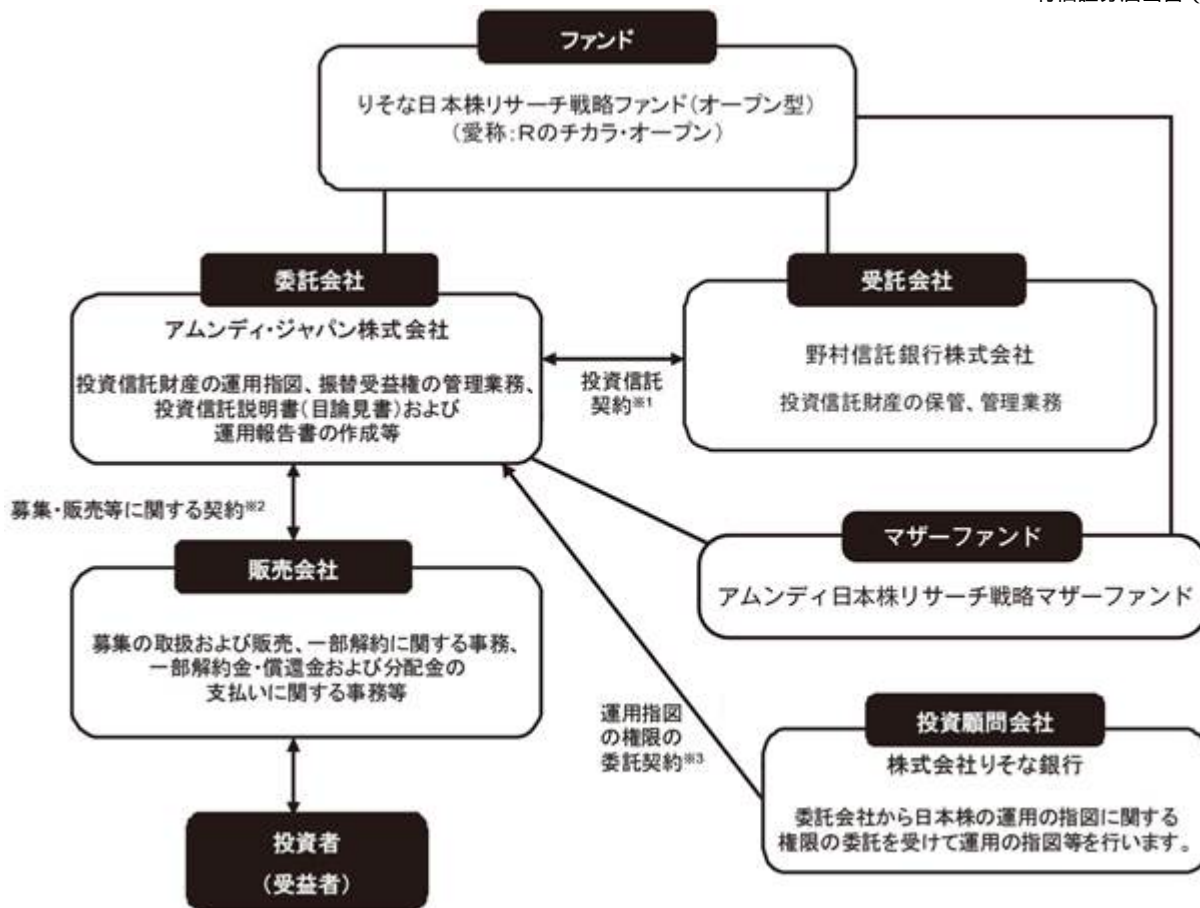 ファンド
りそな日本株リサーチ戦略ファンド(オープン型)
(愛称:Rのチカラ・オープン)
委託会社
アムンディ・ジャパン株式会社
投資信託財産の運用指図、振替受益権の管理業務、
投資信託説明書(目論見書)および
運用報告書の作成等
投資信託
契約※1
受託会社
野村信託銀行株式会社
投資信託財産の保管、管理業務
募集・販売等に関する契約※2
販売会社
募集の取扱および販売、一部解約に関する事務、
一部解約金・償還金および分配金の
支払いに関する事務等
マザーファンド
アムンディ日本株リサーチ戦略マザーファンド
運用指図
の権限の
委託契約※3
投資顧問会社
株式会社りそな銀行
委託会社から日本株の運用の指図に関する
権限の委託を受けて運用の指図等を行います。
投資者
(受益者)